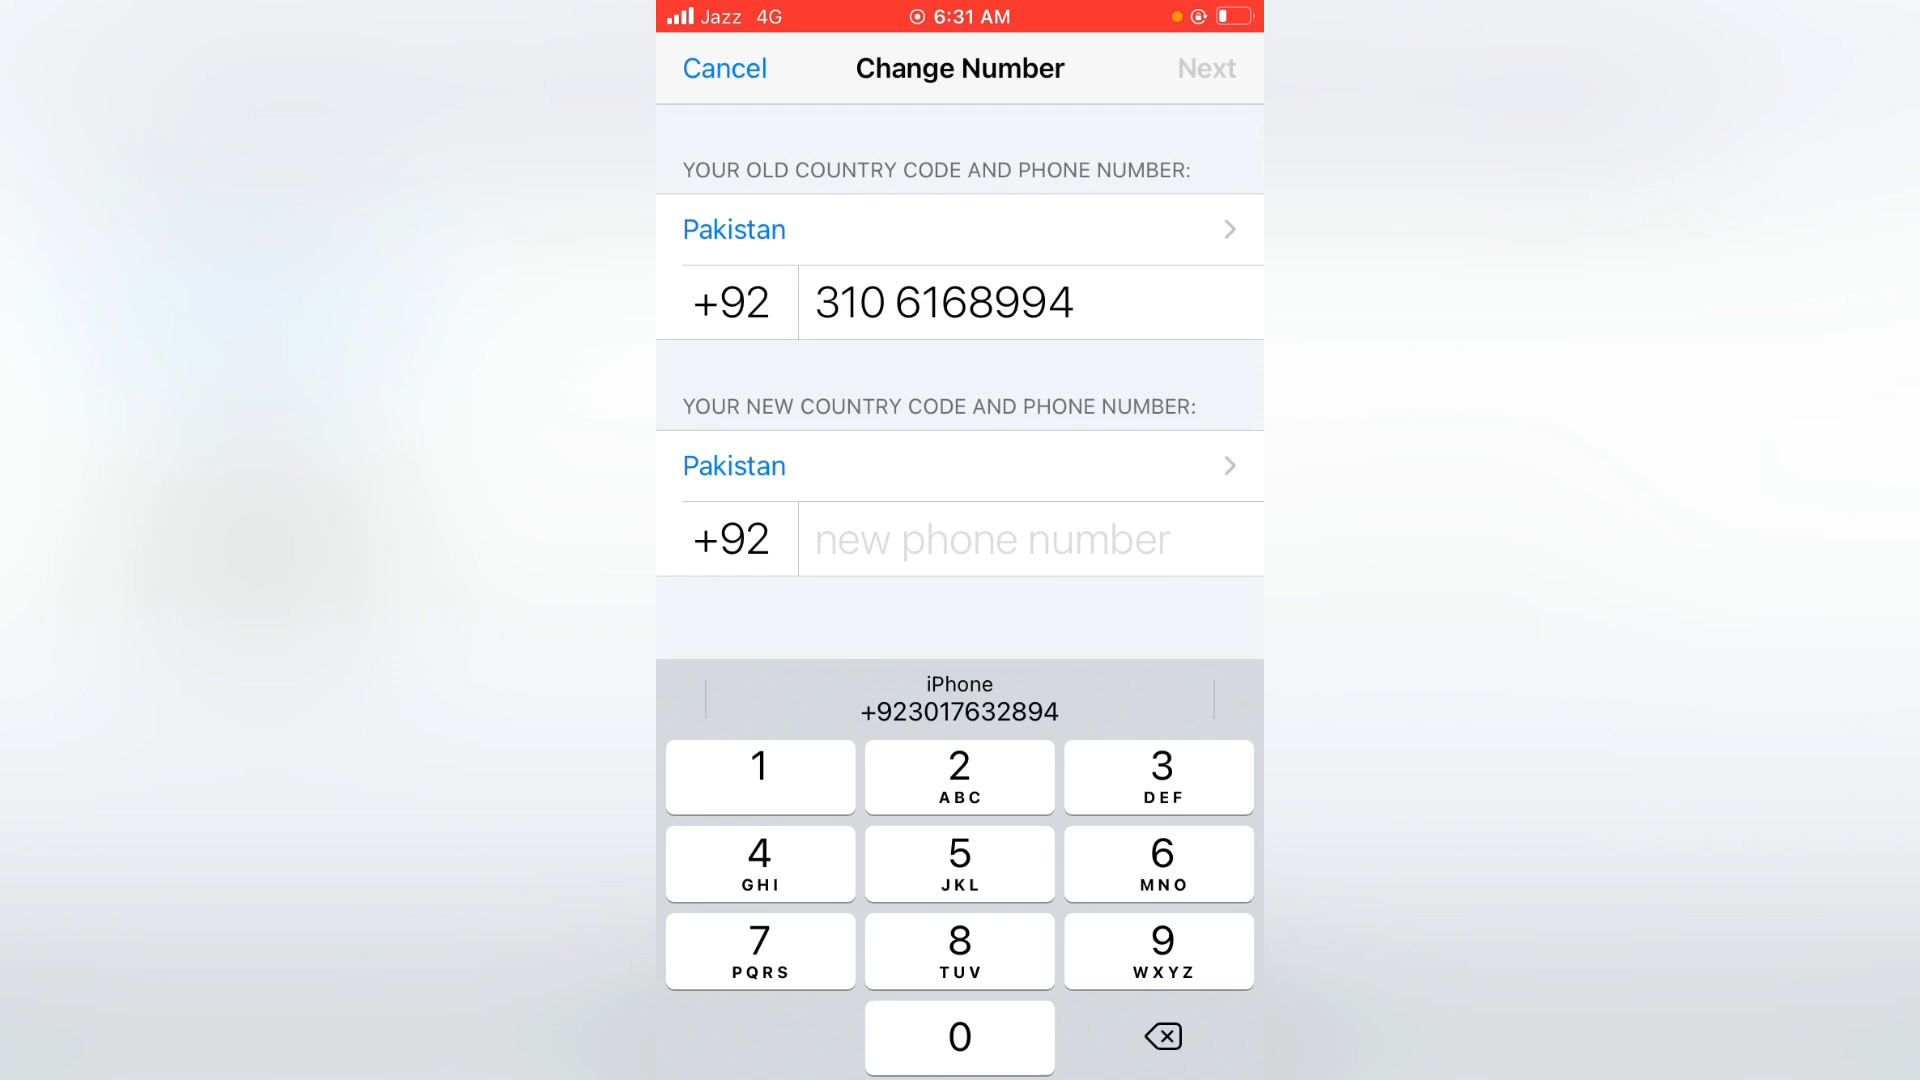 Jazz 4G 6:31 AM
Cancel Change Number Next
YOUR OLD COUNTRY CODE AND PHONE NUMBER:
Pakistan
+92 310 6168994
YOUR NEW COUNTRY CODE AND PHONE NUMBER:
Pakistan
+92 new phone number
iPhone
+923017632894
1 2 3
ABC DEF
4 5 6
GHI JKL MNO
7 8 9
PQRS TUV WXYZ
0